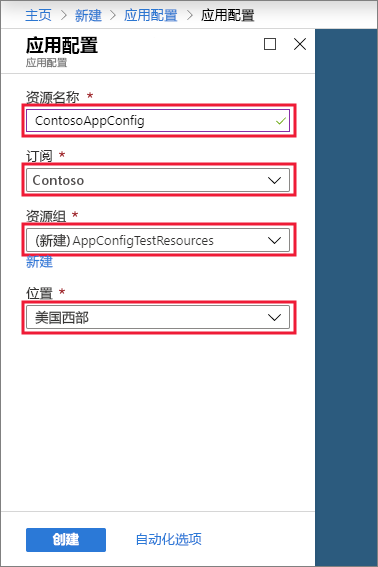 主页 > 新建 > 应用配置 > 应用配置
应用配置
应用配置
资源名称 *
ContosoAppConfig
订阅 *
Contoso
资源组 *
(新建) AppConfigTestResources
新建
位置 *
美国西部
创建 自动化选项